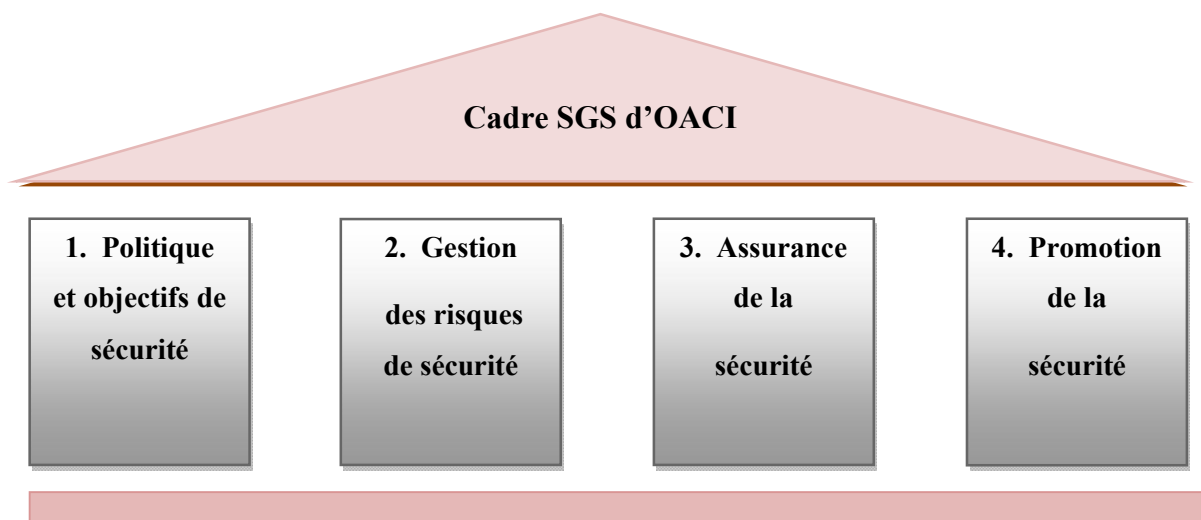 Cadre SGS d’OACI
1. Politique
et objectifs de
sécurité
2. Gestion
des risques
de sécurité
3. Assurance
de la
sécurité
4. Promotion
de la
sécurité